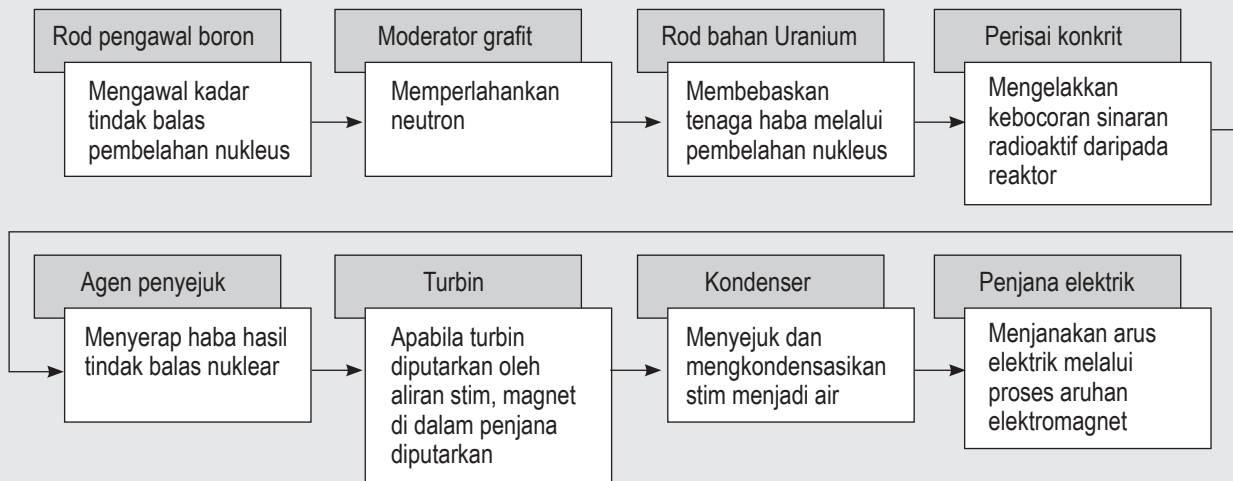 Rod pengawal boron
Mengawal kadar
tindak balas
pembelahan nukleus
Moderator grafit
Memperlahankan
neutron
Rod bahan Uranium
Membebaskan
tenaga haba melalui
pembelahan nukleus
Perisai konkrit
Mengelakkan
kebocoran sinaran
radioaktif daripada
reaktor
Agen penyejuk
Menyerap haba hasil
tindak balas nuklear
Turbin
Apabila turbin
diputarkan oleh
aliran stim, magnet
di dalam penjana
diputarkan
Kondenser
Menyejuk dan
mengkondensasikan
stim menjadi air
Penjana elektrik
Menjanakan arus
elektrik melalui
proses aruhan
elektromagnet